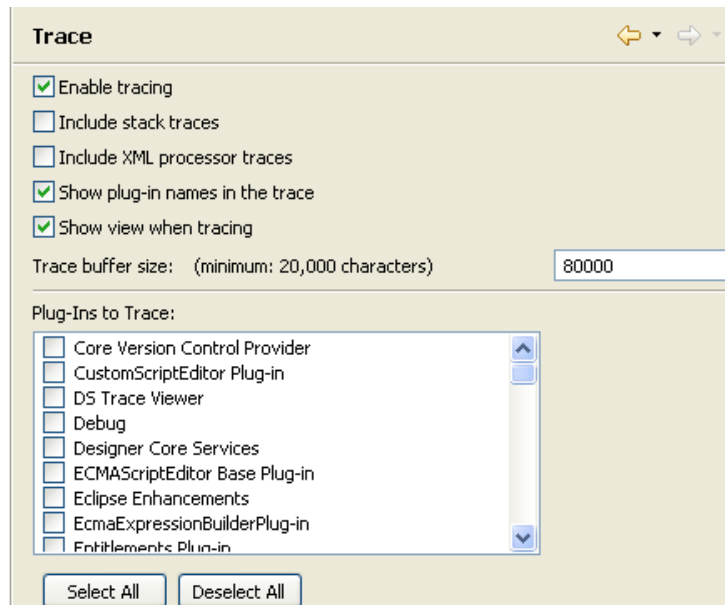 Trace
Enable tracing
Include stack traces
Include XML processor traces
Show plug-in names in the trace
Show view when tracing
Trace buffer size: (minimum: 20,000 characters) 80000
Plug-Ins to Trace:
Core Version Control Provider
CustomScriptEditor Plug-in
DS Trace Viewer
Debug
Designer Core Services
ECMAScriptEditor Base Plug-in
Eclipse Enhancements
EcmaExpressionBuilderPlug-in
Entitlements Plug-in
Select All Deselect All